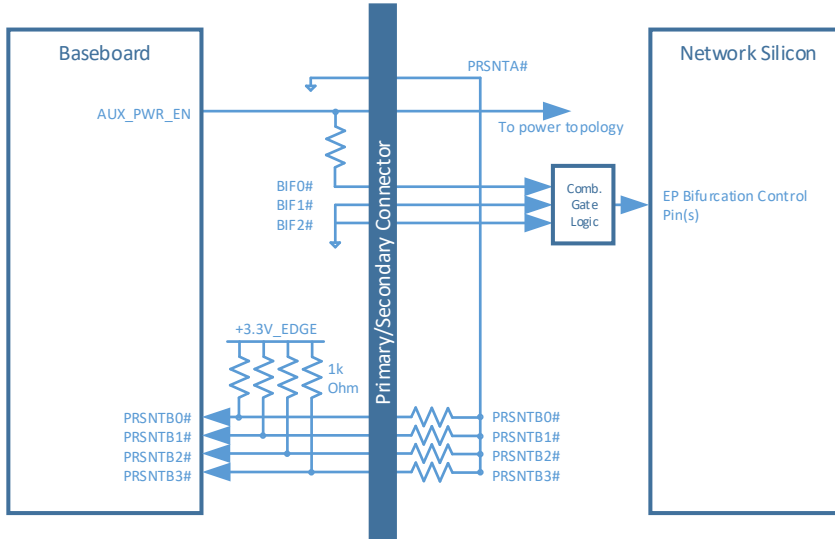 Baseboard
Network Silicon
PRSNTA#
AUX_PWR_EN
To power topology
BIF0#
BIF1#
BIF2#
Comb.
Gate
Logic
EP Bifurcation Control
Pin(s)
Primary/Secondary Connector
+3.3V_EDGE
1k
Ohm
PRSNTB0#
PRSNTB1#
PRSNTB2#
PRSNTB3#
PRSNTB0#
PRSNTB1#
PRSNTB2#
PRSNTB3#